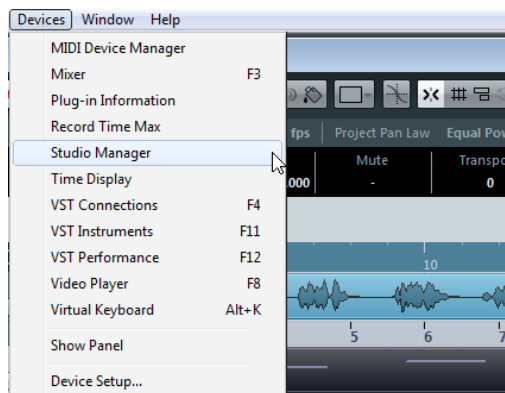 Devices Window Help
MIDI Device Manager
Mixer F3
Plug-in Information
Record Time Max
Studio Manager
Time Display
VST Connections F4
VST Instruments F11
VST Performance F12
Video Player F8
Virtual Keyboard Alt+K
Show Panel
Device Setup...
fps Project Pan Law Equal Pow
Mute Transpo
.000 - 0
10
5 6 7